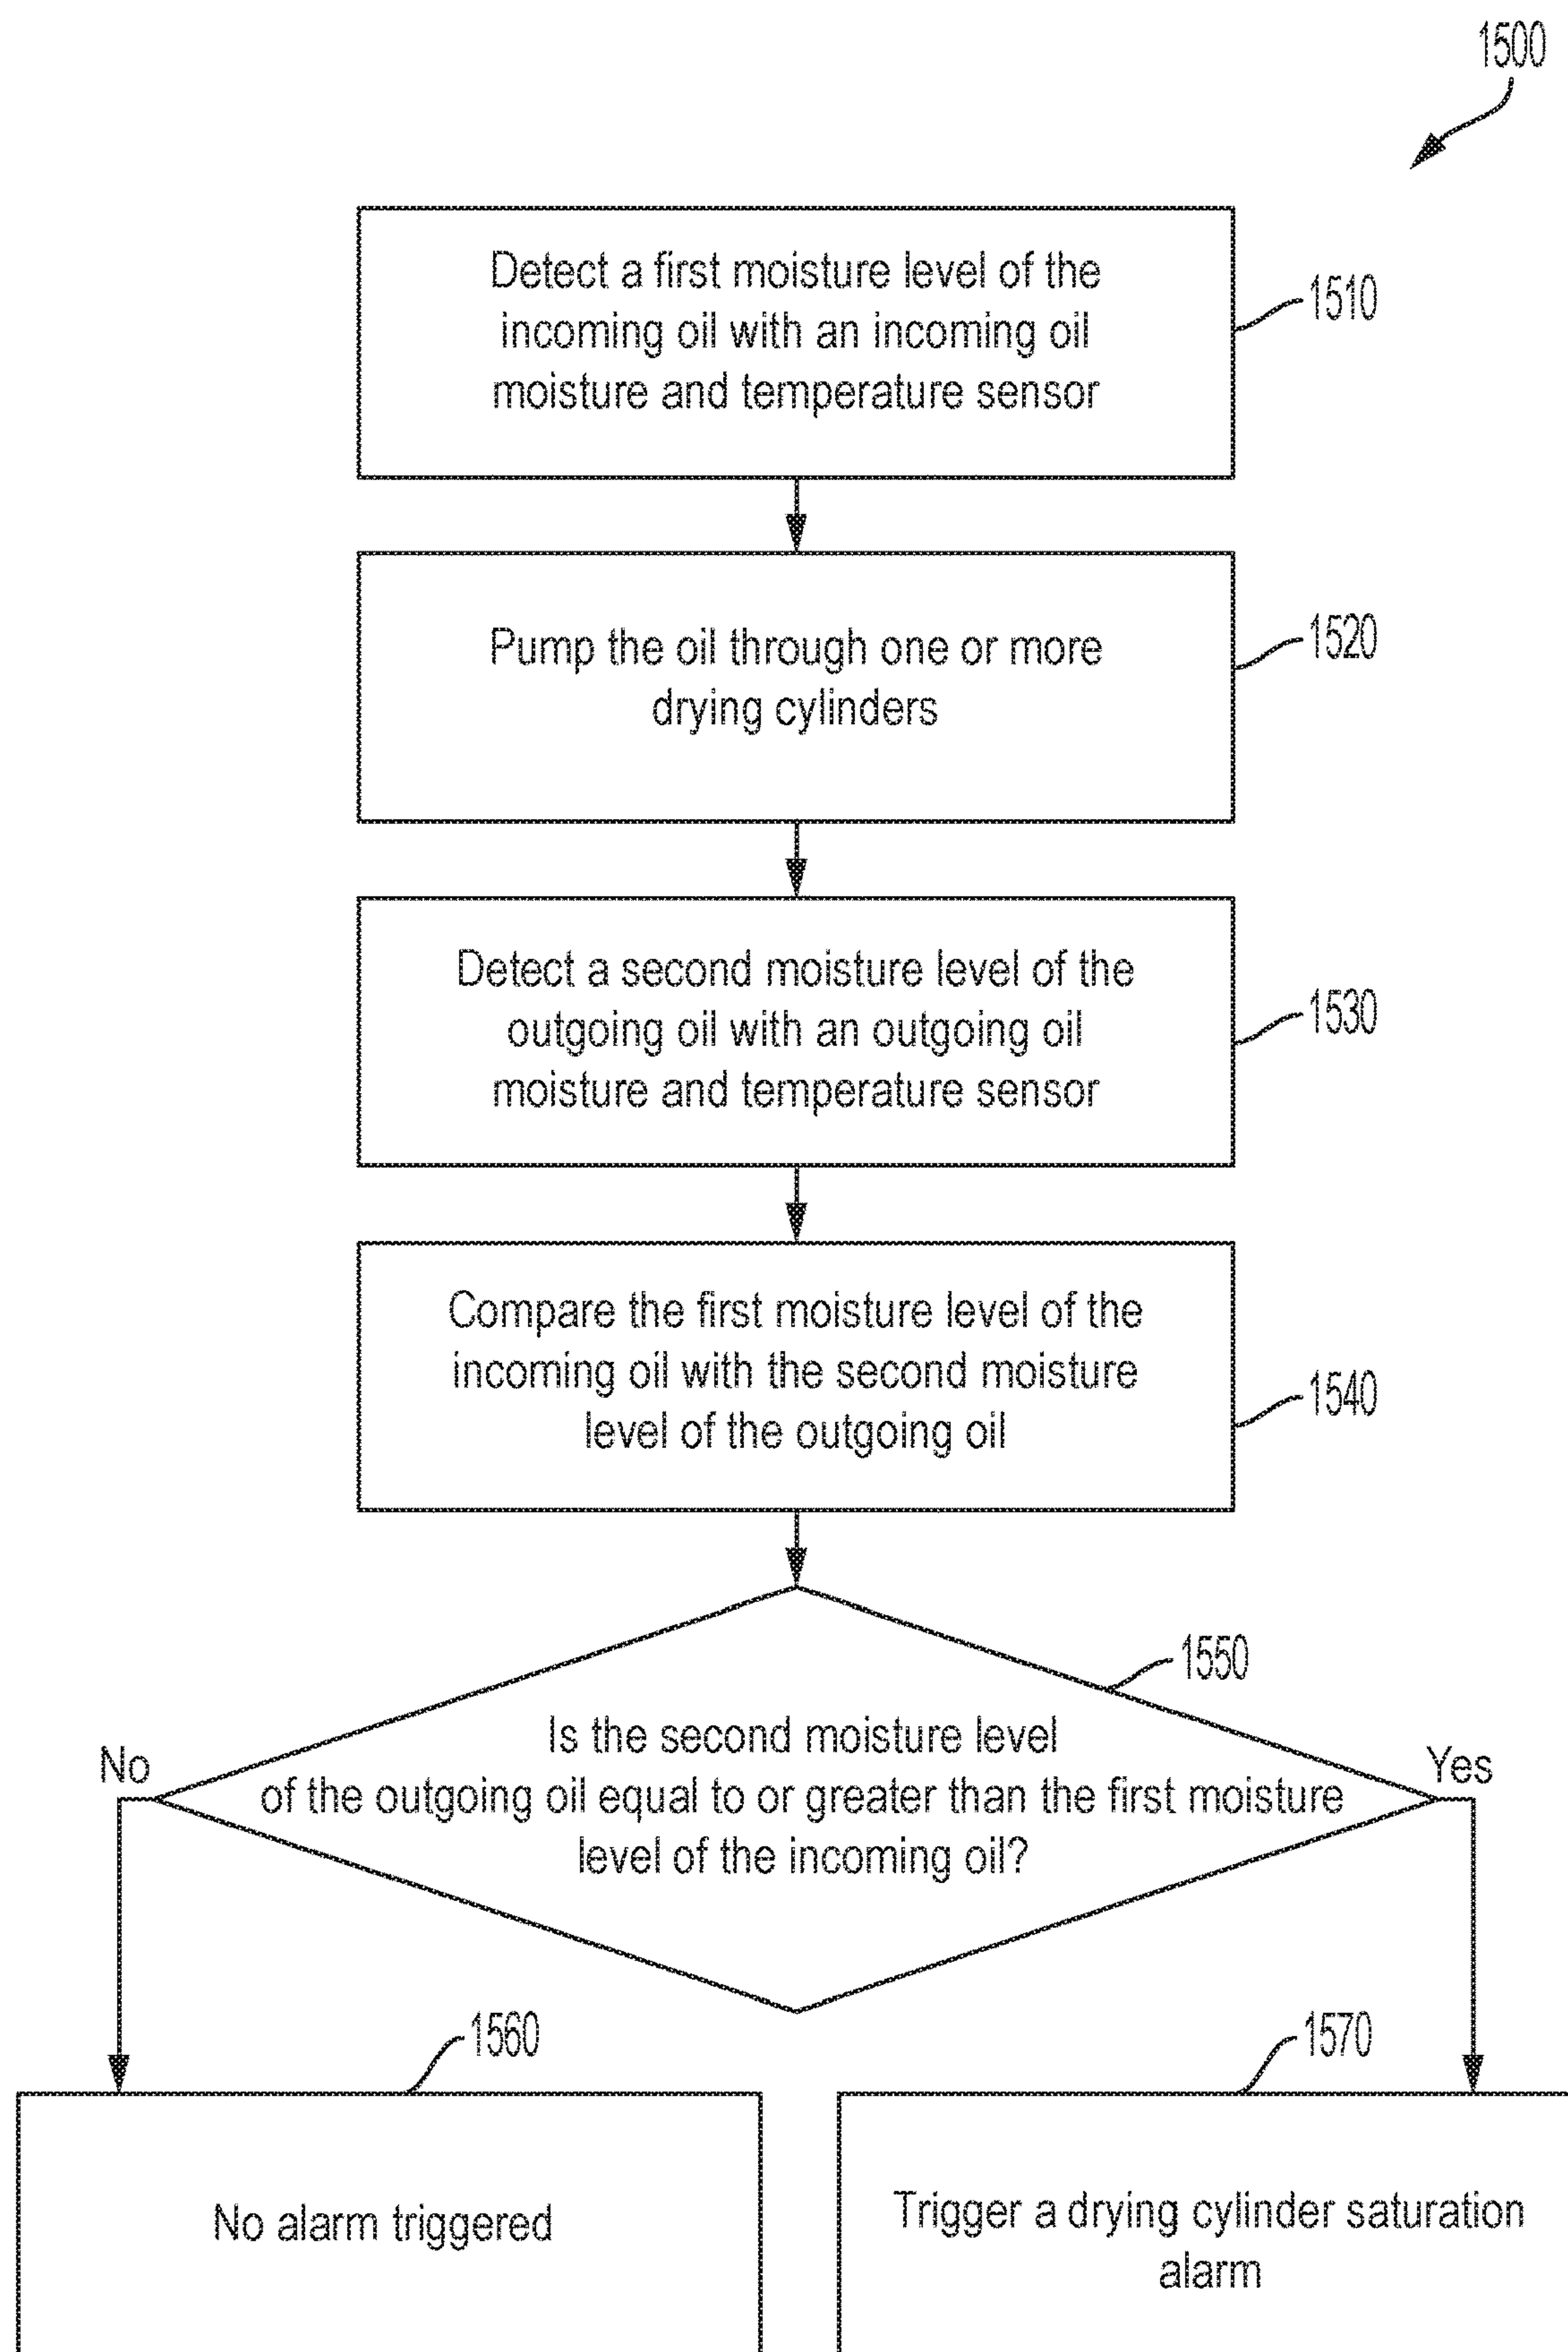 1500
Detect a first moisture level of the
incoming oil with an incoming oil
moisture and temperature sensor
1510
Pump the oil through one or more
drying cylinders
1520
Detect a second moisture level of the
outgoing oil with an outgoing oil
moisture and temperature sensor
1530
Compare the first moisture level of the
incoming oil with the second moisture
level of the outgoing oil
1540
1550
Is the second moisture level
of the outgoing oil equal to or greater than the first moisture
level of the incoming oil?
No
Yes
1560
1570
No alarm triggered
Trigger a drying cylinder saturation
alarm